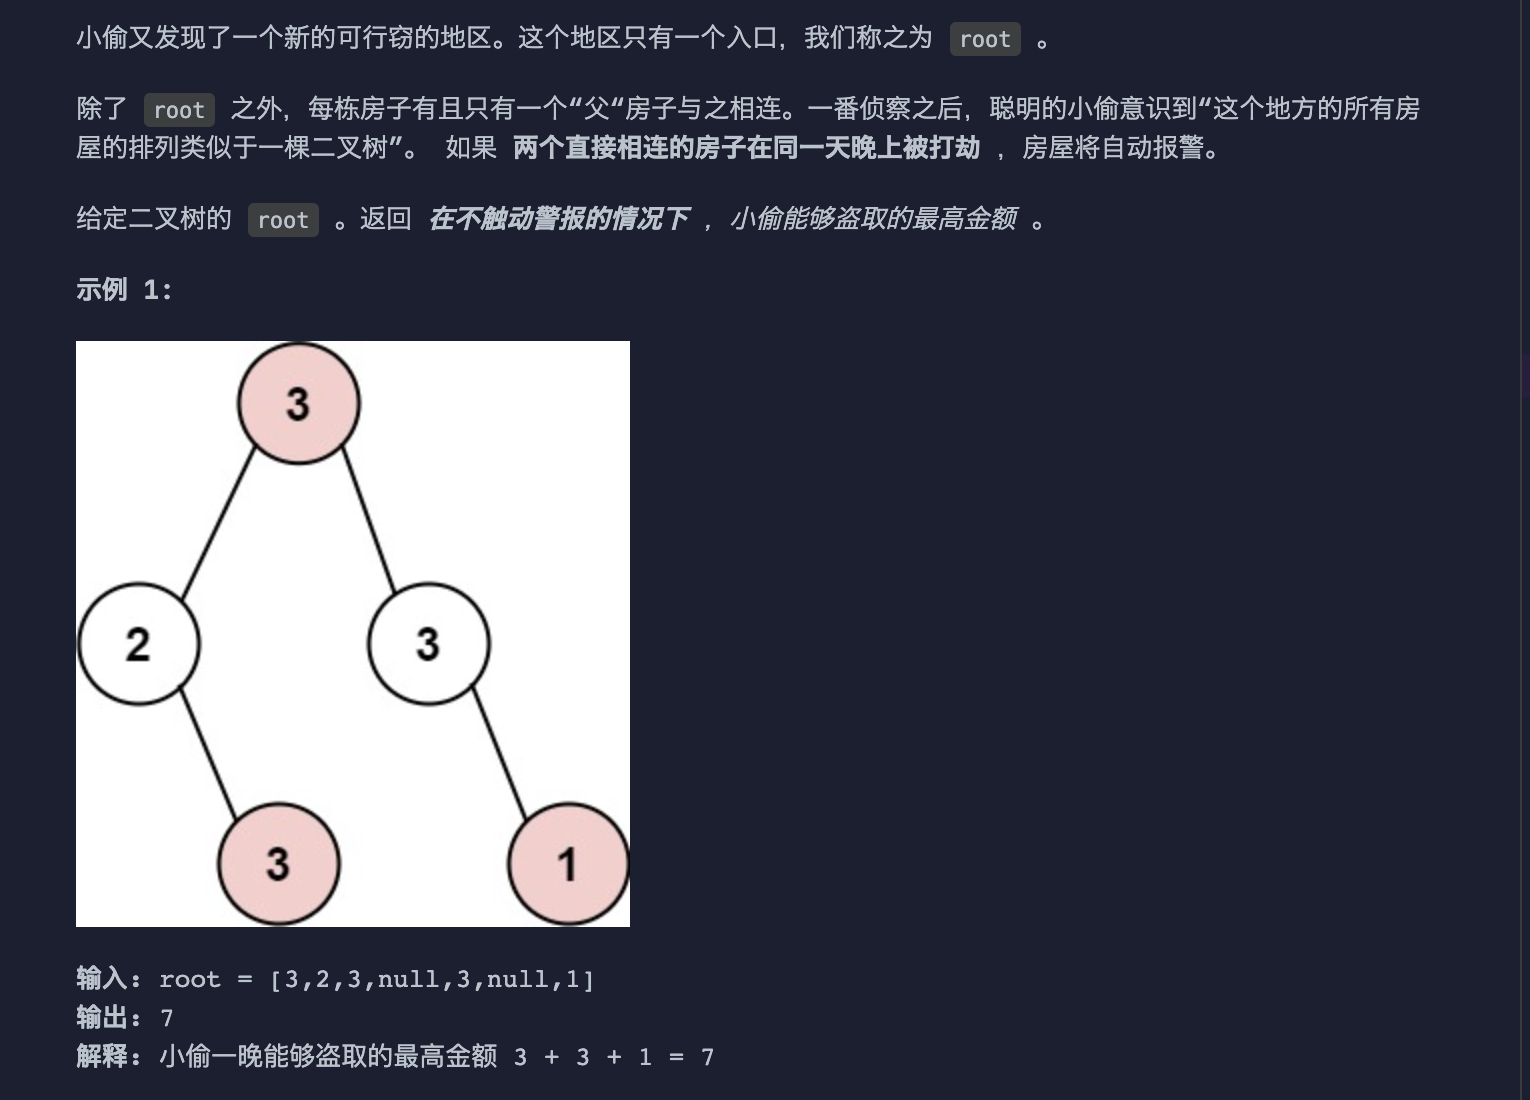 小偷又发现了一个新的可行窃的地区。这个地区只有一个入口，我们称之为 root 。
除了 root 之外，每栋房子有且只有一个“父“房子与之相连。一番侦察之后，聪明的小偷意识到“这个地方的所有房
屋的排列类似于一棵二叉树”。 如果 两个直接相连的房子在同一天晚上被打劫 ，房屋将自动报警。
给定二叉树的 root 。返回 在不触动警报的情况下 ，小偷能够盗取的最高金额 。
示例 1:
3
2
3
3
1
输入: root = [3,2,3,null,3,null,1]
输出: 7
解释: 小偷一晚能够盗取的最高金额 3 + 3 + 1 = 7